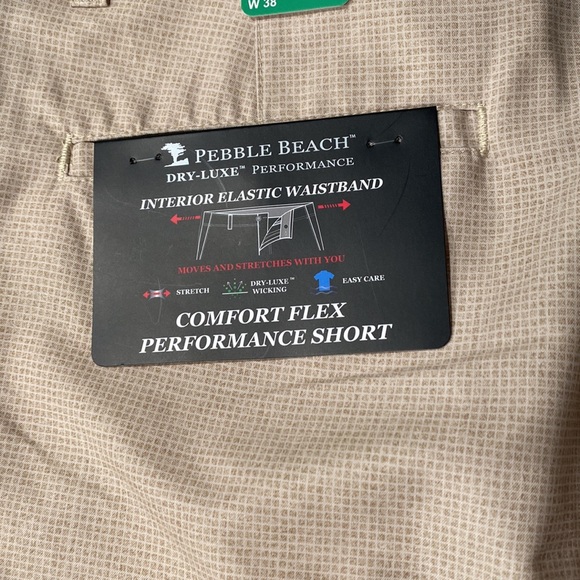 W 38
PEBBLE BEACH™
DRY-LUXE™ PERFORMANCE
INTERIOR ELASTIC WAISTBAND
MOVES AND STRETCHES WITH YOU
STRETCH
DRY-LUXE™
WICKING
EASY CARE
COMFORT FLEX
PERFORMANCE SHORT